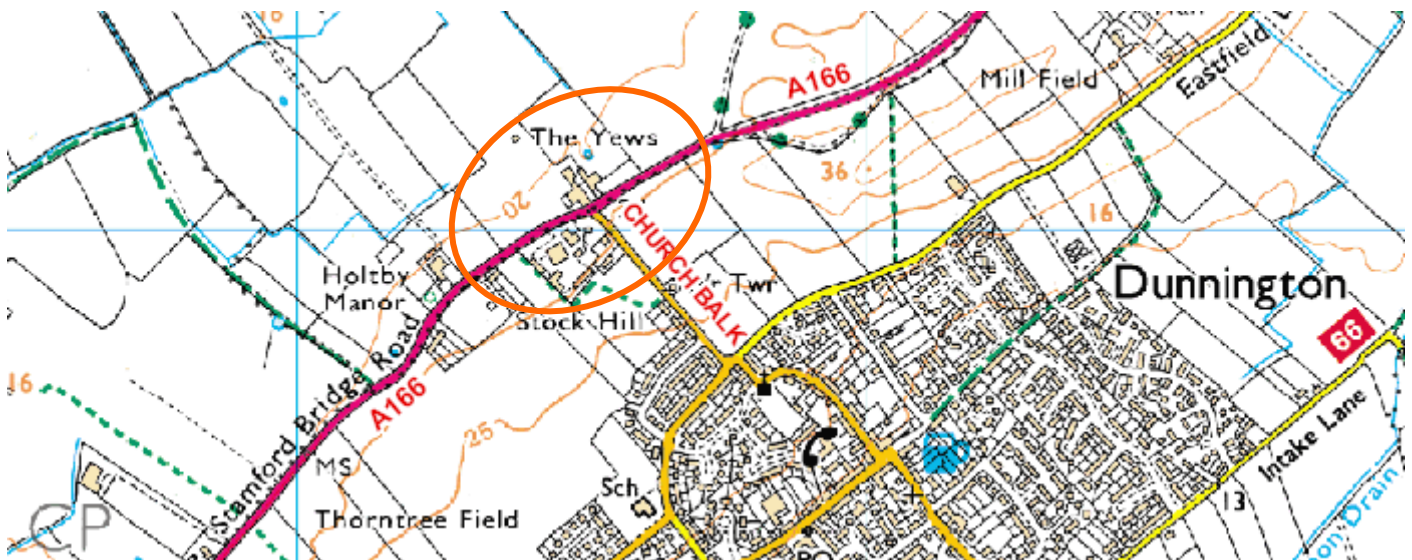 16
A166
Mill Field
Eastfield
The Yews
36
20
16
CHURCH BALK
Holtby
Manor
Twr
Dunnington
Stock Hill
66
16
Stamford Bridge Road
A166
25
Intake Lane
MS
Sch
13
Thorntree Field
Drain
CP
PO